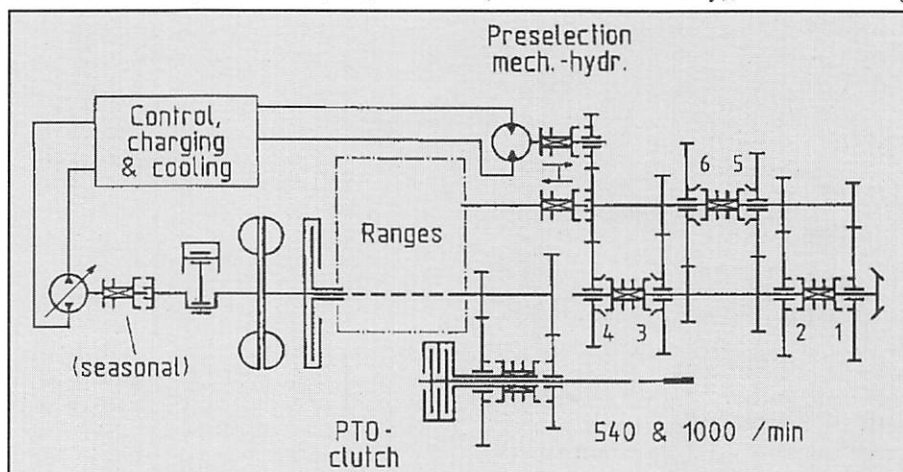 Preselection
mech.-hydr.
Control,
charging
& cooling
6 5
Ranges
4 3
2 1
(seasonal)
PTO-
clutch
540 & 1000 /min